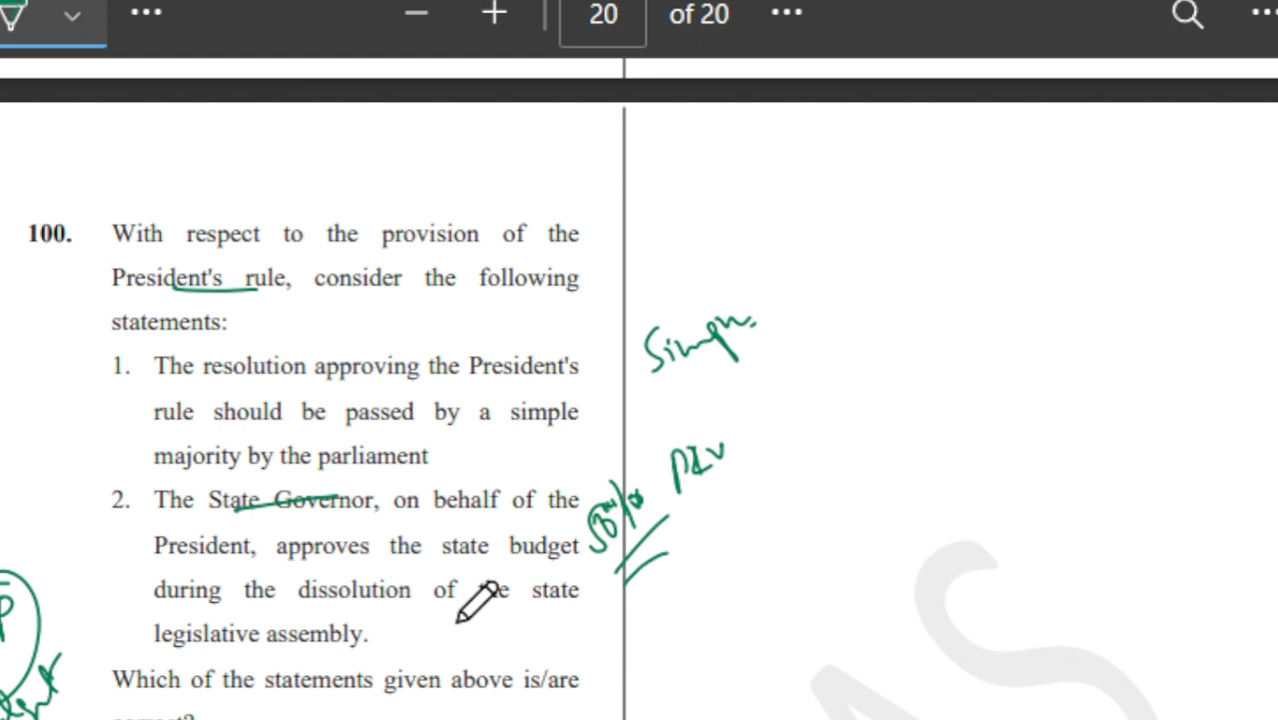 20 of 20
100. With respect to the provision of the
President's rule, consider the following
statements:
1. The resolution approving the President's
rule should be passed by a simple
majority by the parliament
2. The State Governor, on behalf of the
President, approves the state budget
during the dissolution of the state
legislative assembly.
Which of the statements given above is/are
correct?
P&V
50%